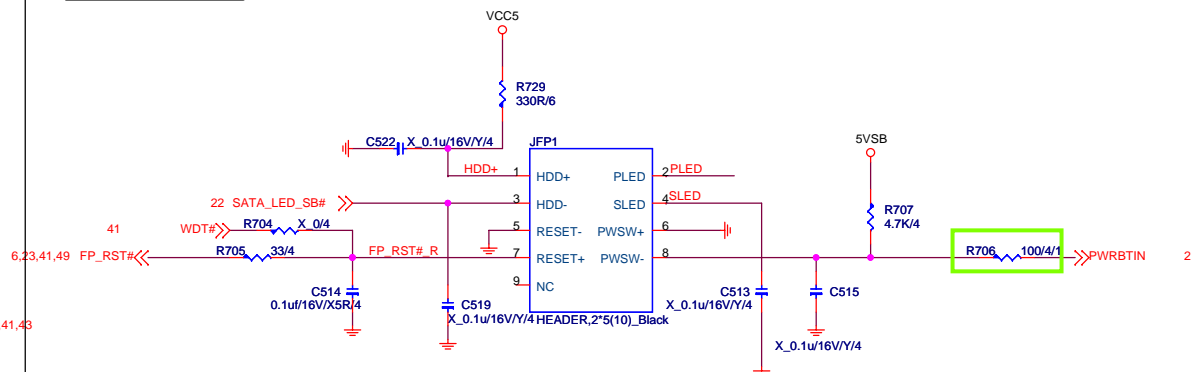 VCC5
R729
330R/6
C522 X_0.1u/16V/Y/4
JFP1
5VSB
HDD+ 1 HDD+ PLED 2 PLED
22 SATA_LED_SB# 3 HDD- SLED 4 SLED
R707
4.7K/4
41 WDT# R704 X_0/4 5 RESET- PWSW+ 6
6,23,41,49 FP_RST# R705 33/4 FP_RST#_R 7 RESET+ PWSW- 8 R706 100/4/1 PWRBTIN 2
9 NC
C514
0.1uf/16V/X5R/4
C519
X_0.1u/16V/Y/4
HEADER,2*5(10)_Black
C513
X_0.1u/16V/Y/4
C515
X_0.1u/16V/Y/4
41,43